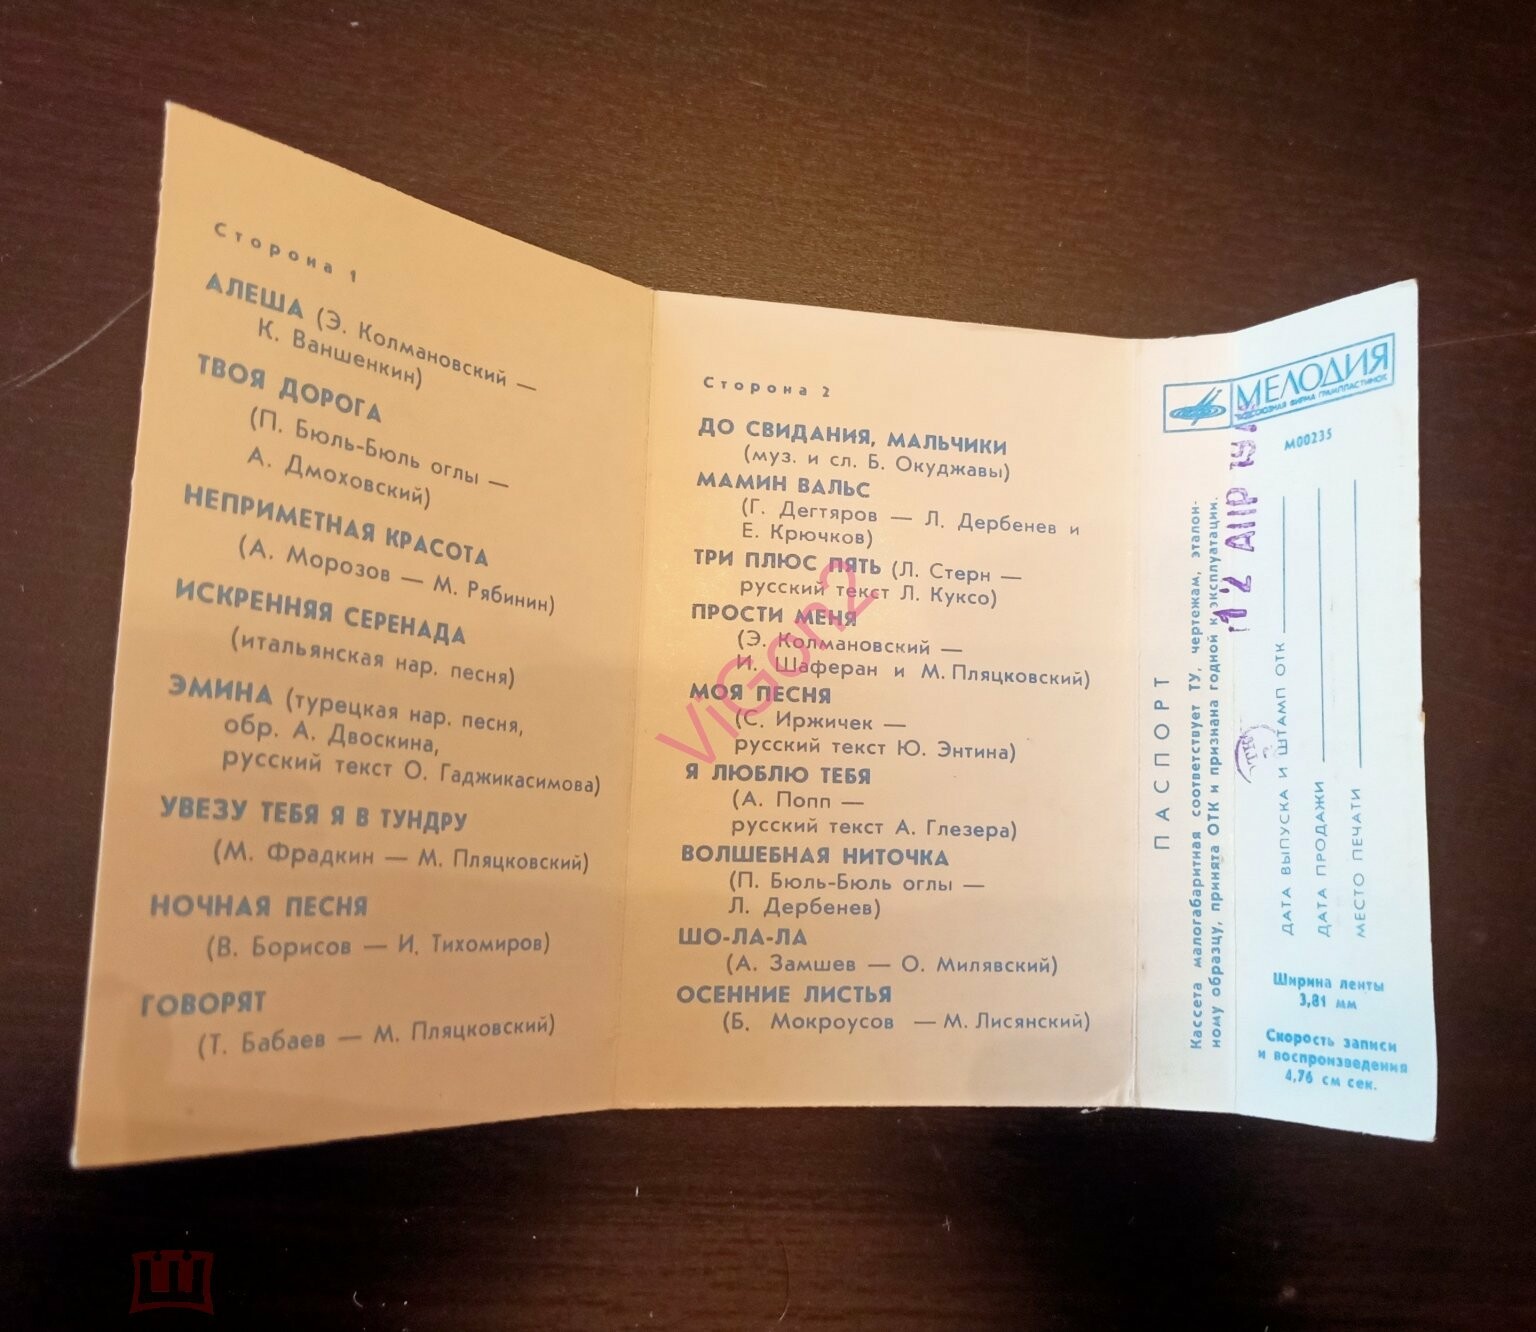 Сторона 1
АЛЕША (Э. Колмановский —
К. Ваншенкин)
ТВОЯ ДОРОГА
(П. Бюль-Бюль оглы —
А. Дмоховский)
НЕПРИМЕТНАЯ КРАСОТА
(А. Морозов — М. Рябинин)
ИСКРЕННЯЯ СЕРЕНАДА
(итальянская нар. песня)
ЭМИНА (турецкая нар. песня,
обр. А. Двоскина,
русский текст О. Гаджикасимова)
УВЕЗУ ТЕБЯ Я В ТУНДРУ
(М. Фрадкин — М. Пляцковский)
НОЧНАЯ ПЕСНЯ
(В. Борисов — И. Тихомиров)
ГОВОРЯТ
(Т. Бабаев — М. Пляцковский)
Сторона 2
ДО СВИДАНИЯ, МАЛЬЧИКИ
(муз. и сл. Б. Окуджавы)
МАМИН ВАЛЬС
(Г. Дегтяров — Л. Дербенев и
Е. Крючков)
ТРИ ПЛЮС ПЯТЬ (Л. Стерн —
русский текст Л. Куксо)
ПРОСТИ МЕНЯ
(Э. Колмановский —
И. Шаферан и М. Пляцковский)
МОЯ ПЕСНЯ
(С. Иржичек —
русский текст Ю. Энтина)
Я ЛЮБЛЮ ТЕБЯ
(А. Попп —
русский текст А. Глезера)
ВОЛШЕБНАЯ НИТОЧКА
(П. Бюль-Бюль оглы —
Л. Дербенев)
ШО-ЛА-ЛА
(А. Замшев — О. Милявский)
ОСЕННИЕ ЛИСТЬЯ
(Б. Мокроусов — М. Лисянский)
ViGon2
ПАСПОРТ
Кассета малогабаритная соответствует ТУ, чертежам, эталон-
ному образцу, принята ОТК и признана годной к эксплуатации.
МЕЛОДИЯ
ВСЕСОЮЗНАЯ ФИРМА ГРАМПЛАСТИНОК
М00235
12 АПР
ДАТА ВЫПУСКА И ШТАМП ОТК
ДАТА ПРОДАЖИ
МЕСТО ПЕЧАТИ
Ширина ленты
3,81 мм
Скорость записи
и воспроизведения
4,76 см сек.